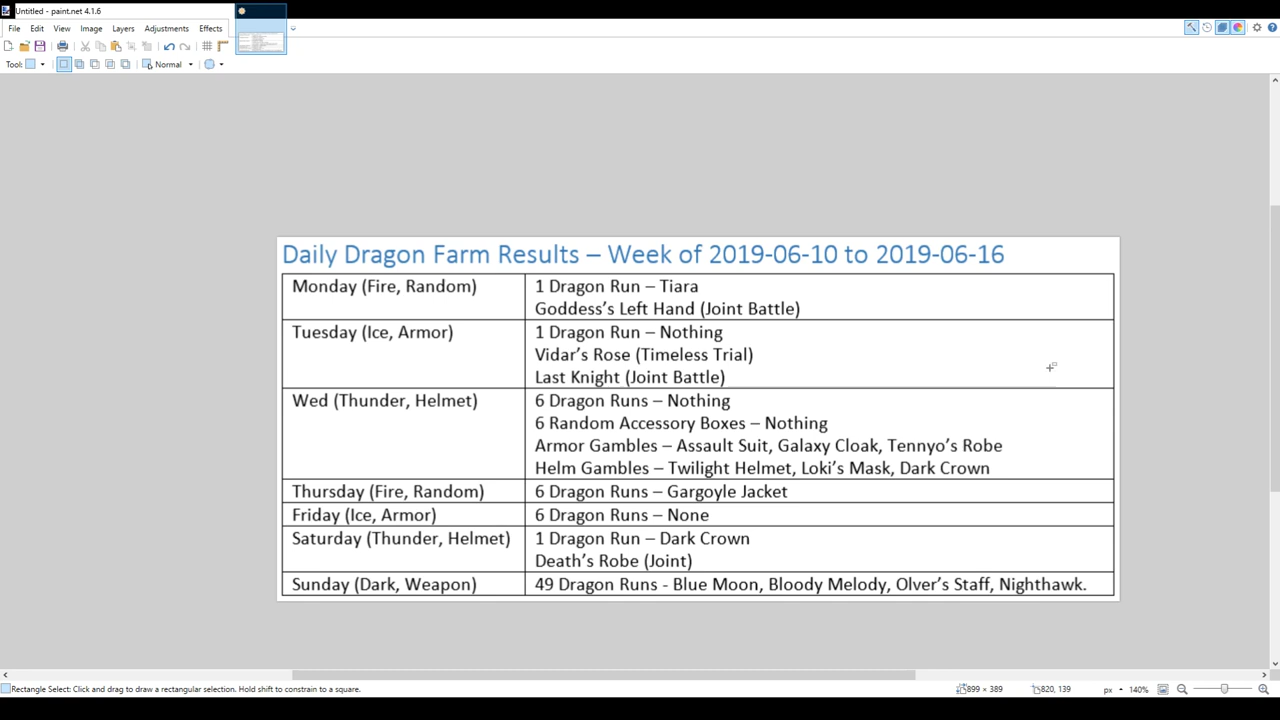 Untitled - paint.net 4.1.6
File Edit View Image Layers Adjustments Effects
Tool:
Normal
Daily Dragon Farm Results – Week of 2019-06-10 to 2019-06-16
Monday (Fire, Random)
1 Dragon Run – Tiara
Goddess's Left Hand (Joint Battle)
Tuesday (Ice, Armor)
1 Dragon Run – Nothing
Vidar's Rose (Timeless Trial)
Last Knight (Joint Battle)
Wed (Thunder, Helmet)
6 Dragon Runs – Nothing
6 Random Accessory Boxes – Nothing
Armor Gambles – Assault Suit, Galaxy Cloak, Tennyo's Robe
Helm Gambles – Twilight Helmet, Loki's Mask, Dark Crown
Thursday (Fire, Random)
6 Dragon Runs – Gargoyle Jacket
Friday (Ice, Armor)
6 Dragon Runs – None
Saturday (Thunder, Helmet)
1 Dragon Run – Dark Crown
Death's Robe (Joint)
Sunday (Dark, Weapon)
49 Dragon Runs - Blue Moon, Bloody Melody, Olver's Staff, Nighthawk.
Rectangle Select: Click and drag to draw a rectangular selection. Hold shift to constrain to a square.
899 × 389
820, 139
px
140%